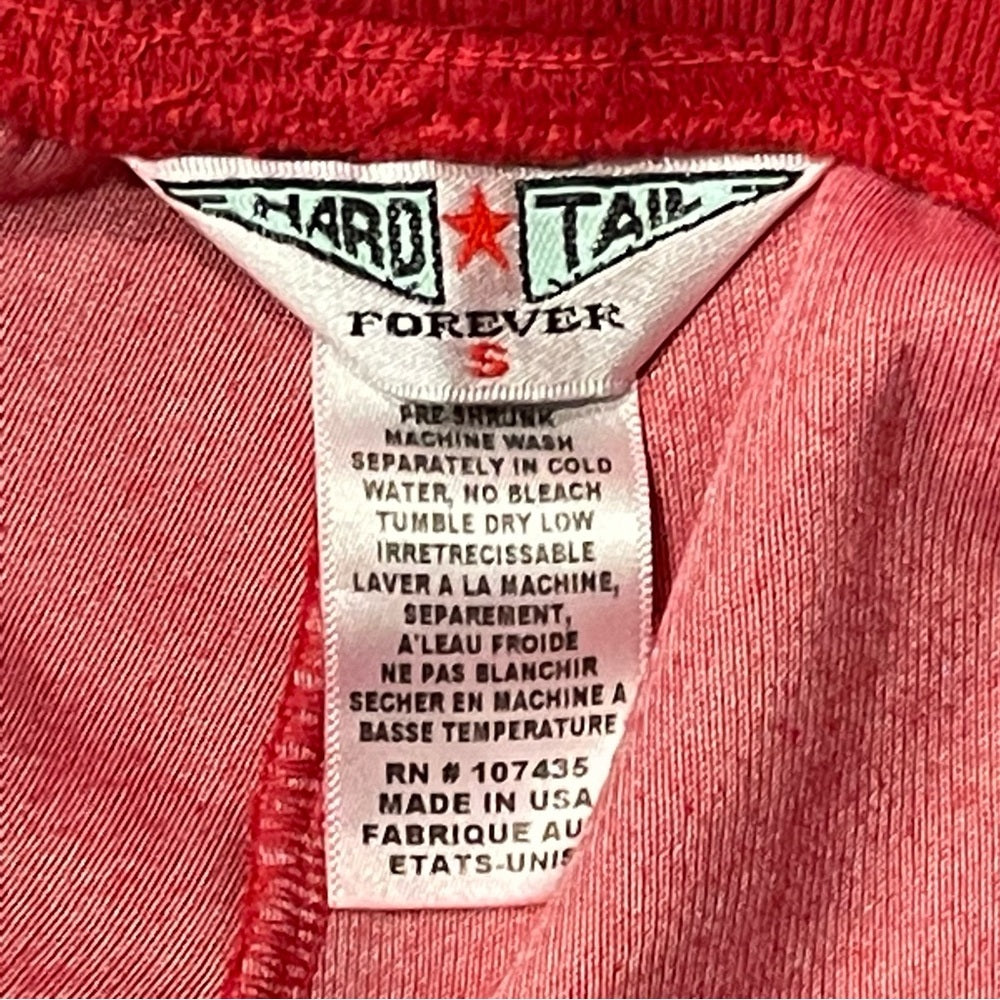 HARD TAIL
FOREVER
S
PRE SHRUNK
MACHINE WASH
SEPARATELY IN COLD
WATER, NO BLEACH
TUMBLE DRY LOW
IRRETRECISSABLE
LAVER A LA MACHINE,
SEPAREMENT,
A'LEAU FROIDE
NE PAS BLANCHIR
SECHER EN MACHINE A
BASSE TEMPERATURE
RN # 107435
MADE IN USA
FABRIQUE AU
ETATS-UNIS